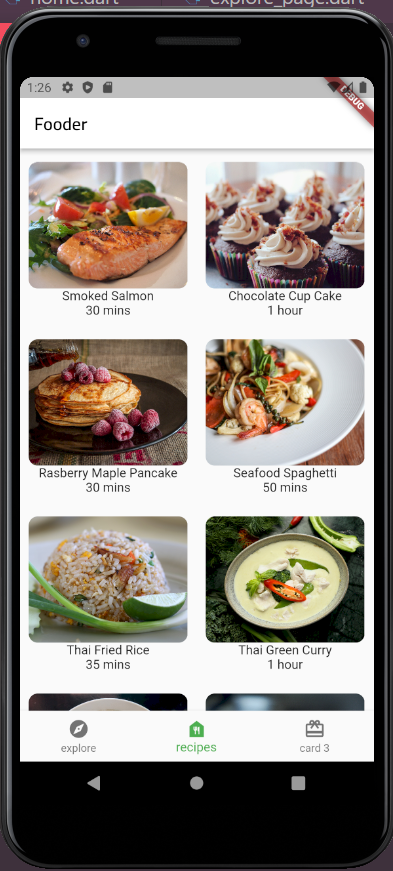 home.dart
explore_page.dart
1:26
DEBUG
Fooder
Smoked Salmon
30 mins
Chocolate Cup Cake
1 hour
Rasberry Maple Pancake
30 mins
Seafood Spaghetti
50 mins
Thai Fried Rice
35 mins
Thai Green Curry
1 hour
explore
recipes
card 3